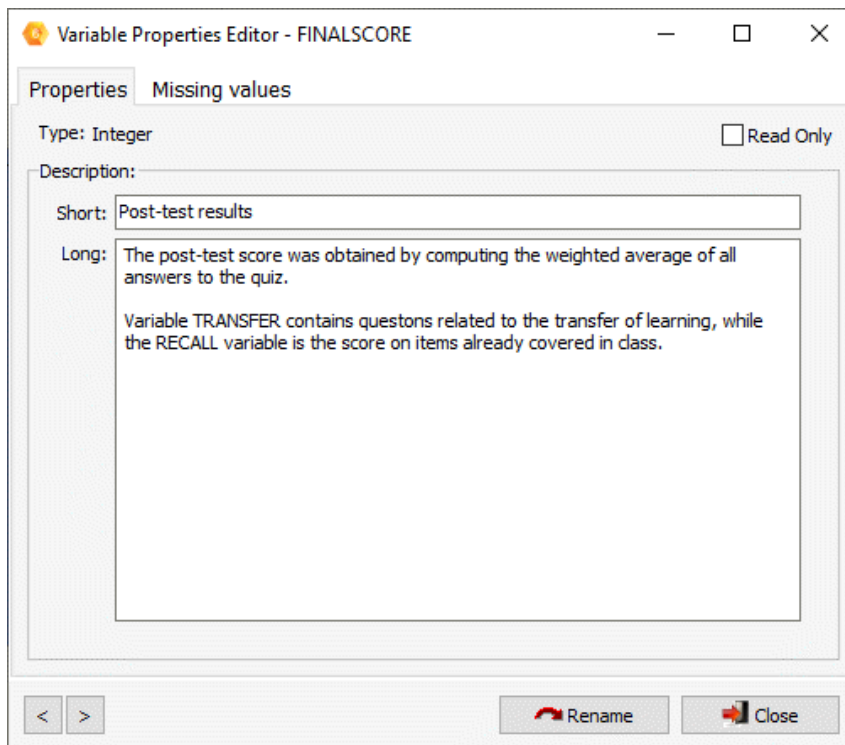 Variable Properties Editor - FINALSCORE
Properties Missing values
Type: Integer
Read Only
Description:
Short: Post-test results
Long: The post-test score was obtained by computing the weighted average of all
answers to the quiz.
Variable TRANSFER contains questons related to the transfer of learning, while
the RECALL variable is the score on items already covered in class.
< > Rename Close